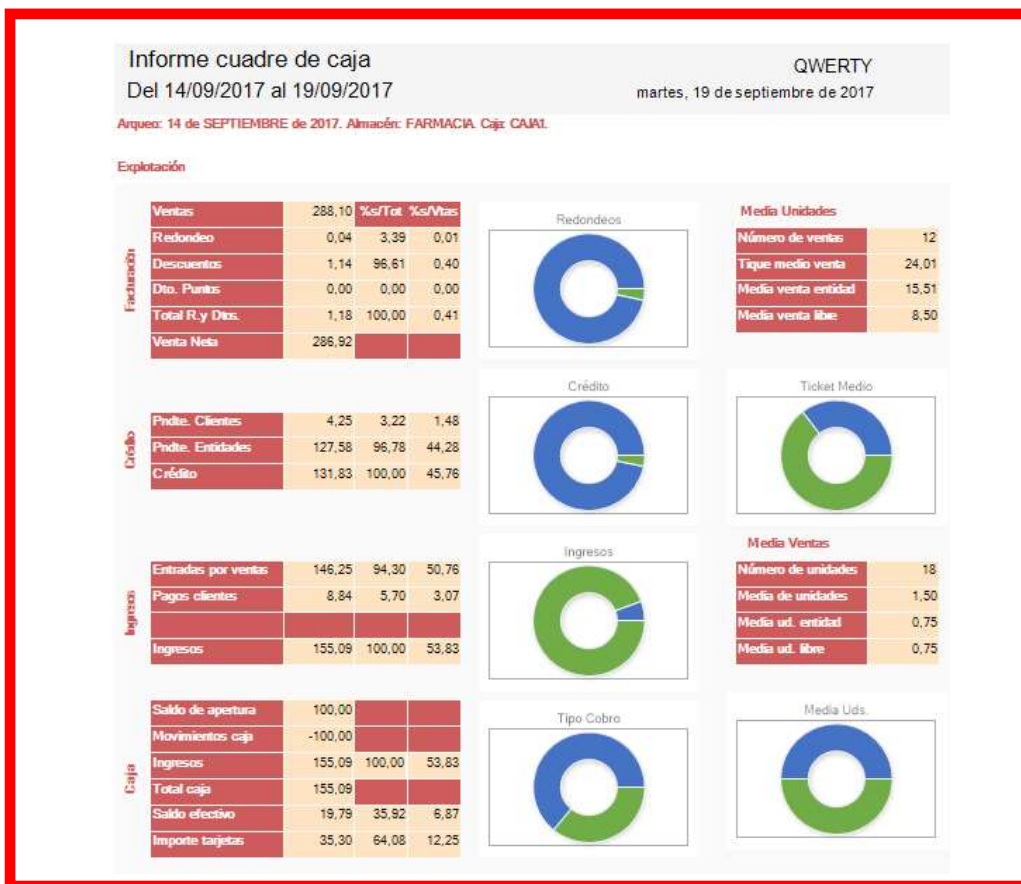 Informe cuadre de caja
QWERTY
Del 14/09/2017 al 19/09/2017
martes, 19 de septiembre de 2017
Arqueo: 14 de SEPTIEMBRE de 2017. Almacén: FARMACIA. Caja: CAJA1.
Explotación
Facturación
Ventas 288,10 %s/Tot %s/Vtas
Redondeo 0,04 3,39 0,01
Descuentos 1,14 96,61 0,40
Dto. Puntos 0,00 0,00 0,00
Total R.y Dtos. 1,18 100,00 0,41
Venta Neta 286,92
Redondeos
Media Unidades
Número de ventas 12
Tique medio venta 24,01
Media venta entidad 15,51
Media venta libre 8,50
Crédito
Pndte. Clientes 4,25 3,22 1,48
Pndte. Entidades 127,58 96,78 44,28
Crédito 131,83 100,00 45,76
Crédito
Ticket Medio
Ingresos
Entradas por ventas 146,25 94,30 50,76
Pagos clientes 8,84 5,70 3,07
Ingresos 155,09 100,00 53,83
Ingresos
Media Ventas
Número de unidades 18
Media de unidades 1,50
Media ud. entidad 0,75
Media ud. libre 0,75
Caja
Saldo de apertura 100,00
Movimientos caja -100,00
Ingresos 155,09 100,00 53,83
Total caja 155,09
Saldo efectivo 19,79 35,92 6,87
Importe tarjetas 35,30 64,08 12,25
Tipo Cobro
Media Uds.